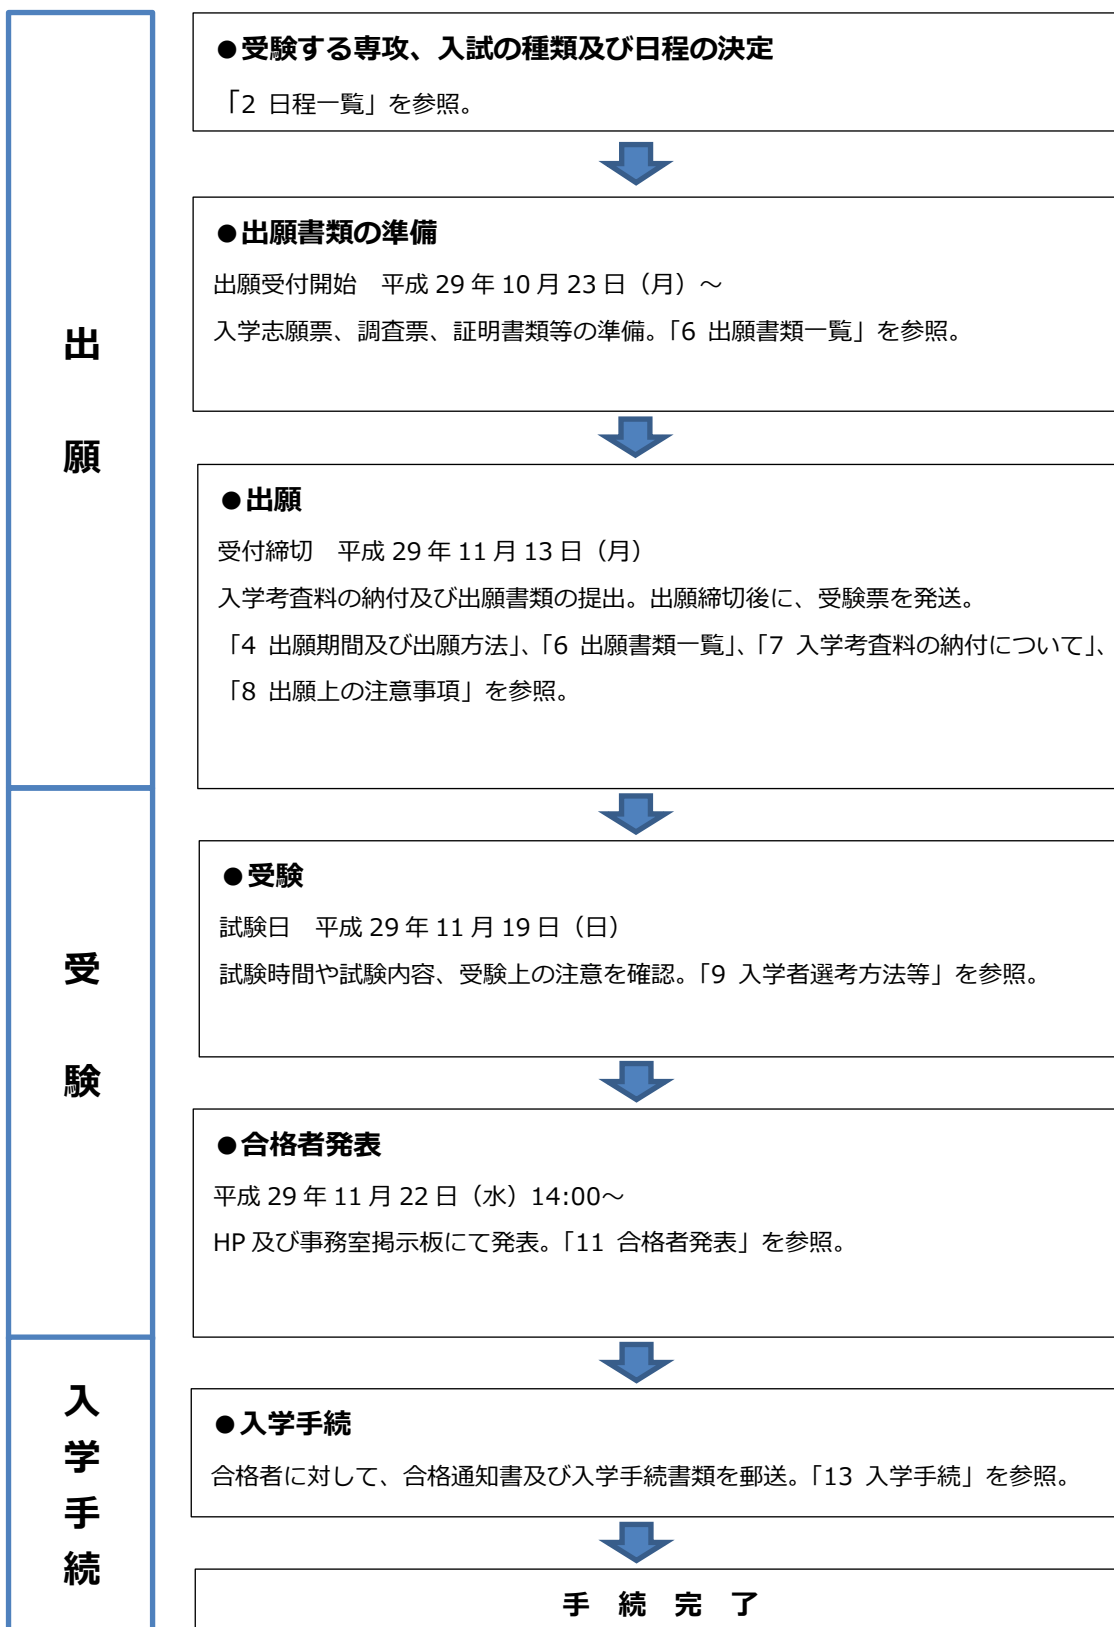 出願
●受験する専攻、入試の種類及び日程の決定
「2 日程一覧」を参照。
●出願書類の準備
出願受付開始　平成 29 年 10 月 23 日（月）～
入学志願票、調査票、証明書類等の準備。「6 出願書類一覧」を参照。
●出願
受付締切　平成 29 年 11 月 13 日（月）
入学考査料の納付及び出願書類の提出。出願締切後に、受験票を発送。
「4 出願期間及び出願方法」、「6 出願書類一覧」、「7 入学考査料の納付について」、
「8 出願上の注意事項」を参照。
受験
●受験
試験日　平成 29 年 11 月 19 日（日）
試験時間や試験内容、受験上の注意を確認。「9 入学者選考方法等」を参照。
●合格者発表
平成 29 年 11 月 22 日（水）14:00～
HP 及び事務室掲示板にて発表。「11 合格者発表」を参照。
入学手続
●入学手続
合格者に対して、合格通知書及び入学手続書類を郵送。「13 入学手続」を参照。
手　続　完　了